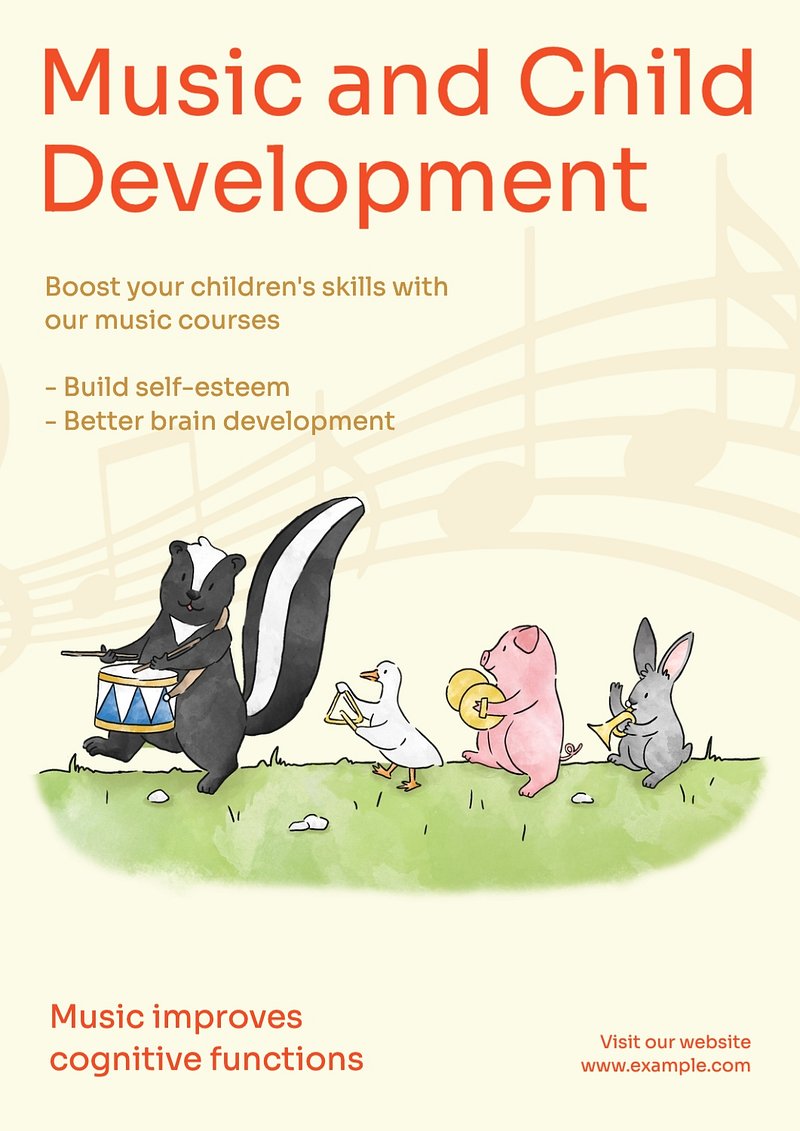 Music and Child
Development
Boost your children's skills with
our music courses
- Build self-esteem
- Better brain development
Music improves
cognitive functions
Visit our website
www.example.com